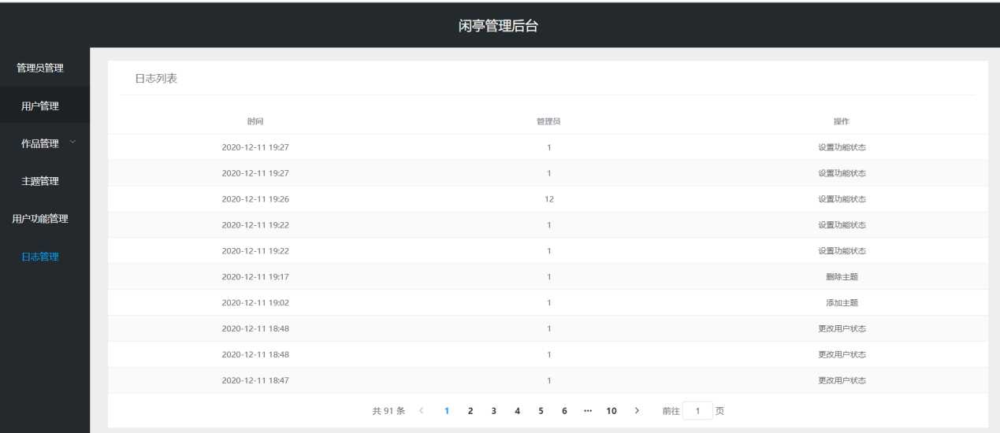 闲亭管理后台
管理员管理
用户管理
作品管理
主题管理
用户功能管理
日志管理
日志列表
时间 管理员 操作
2020-12-11 19:27 1 设置功能状态
2020-12-11 19:27 1 设置功能状态
2020-12-11 19:26 12 设置功能状态
2020-12-11 19:22 1 设置功能状态
2020-12-11 19:22 1 设置功能状态
2020-12-11 19:17 1 删除主题
2020-12-11 19:02 1 添加主题
2020-12-11 18:48 1 更改用户状态
2020-12-11 18:48 1 更改用户状态
2020-12-11 18:47 1 更改用户状态
共 91 条 < 1 2 3 4 5 6 ··· 10 > 前往 1 页